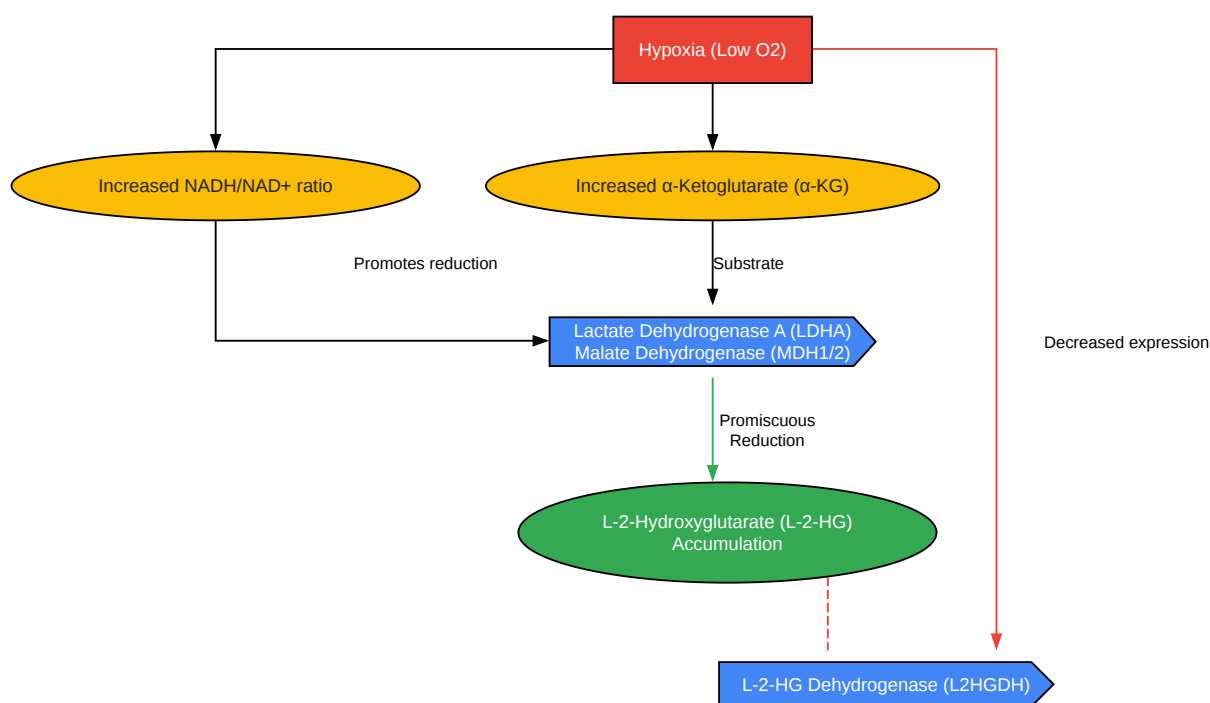 Hypoxia (Low O2)
Increased NADH/NAD+ ratio
Increased α-Ketoglutarate (α-KG)
Promotes reduction
Substrate
Lactate Dehydrogenase A (LDHA)
Malate Dehydrogenase (MDH1/2)
Decreased expression
Promiscuous
Reduction
L-2-Hydroxyglutarate (L-2-HG)
Accumulation
L-2-HG Dehydrogenase (L2HGDH)